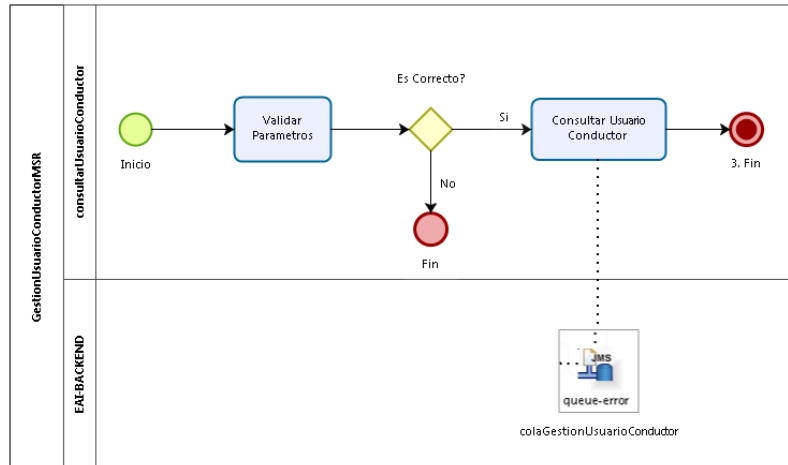 GestionUsuarioConductorMSR
consultarUsuarioConductor
Inicio
Validar
Parametros
Es Correcto?
Si
No
Fin
Consultar Usuario
Conductor
3. Fin
EAI-BACKEND
JMS
queue-error
colaGestionUsuarioConductor